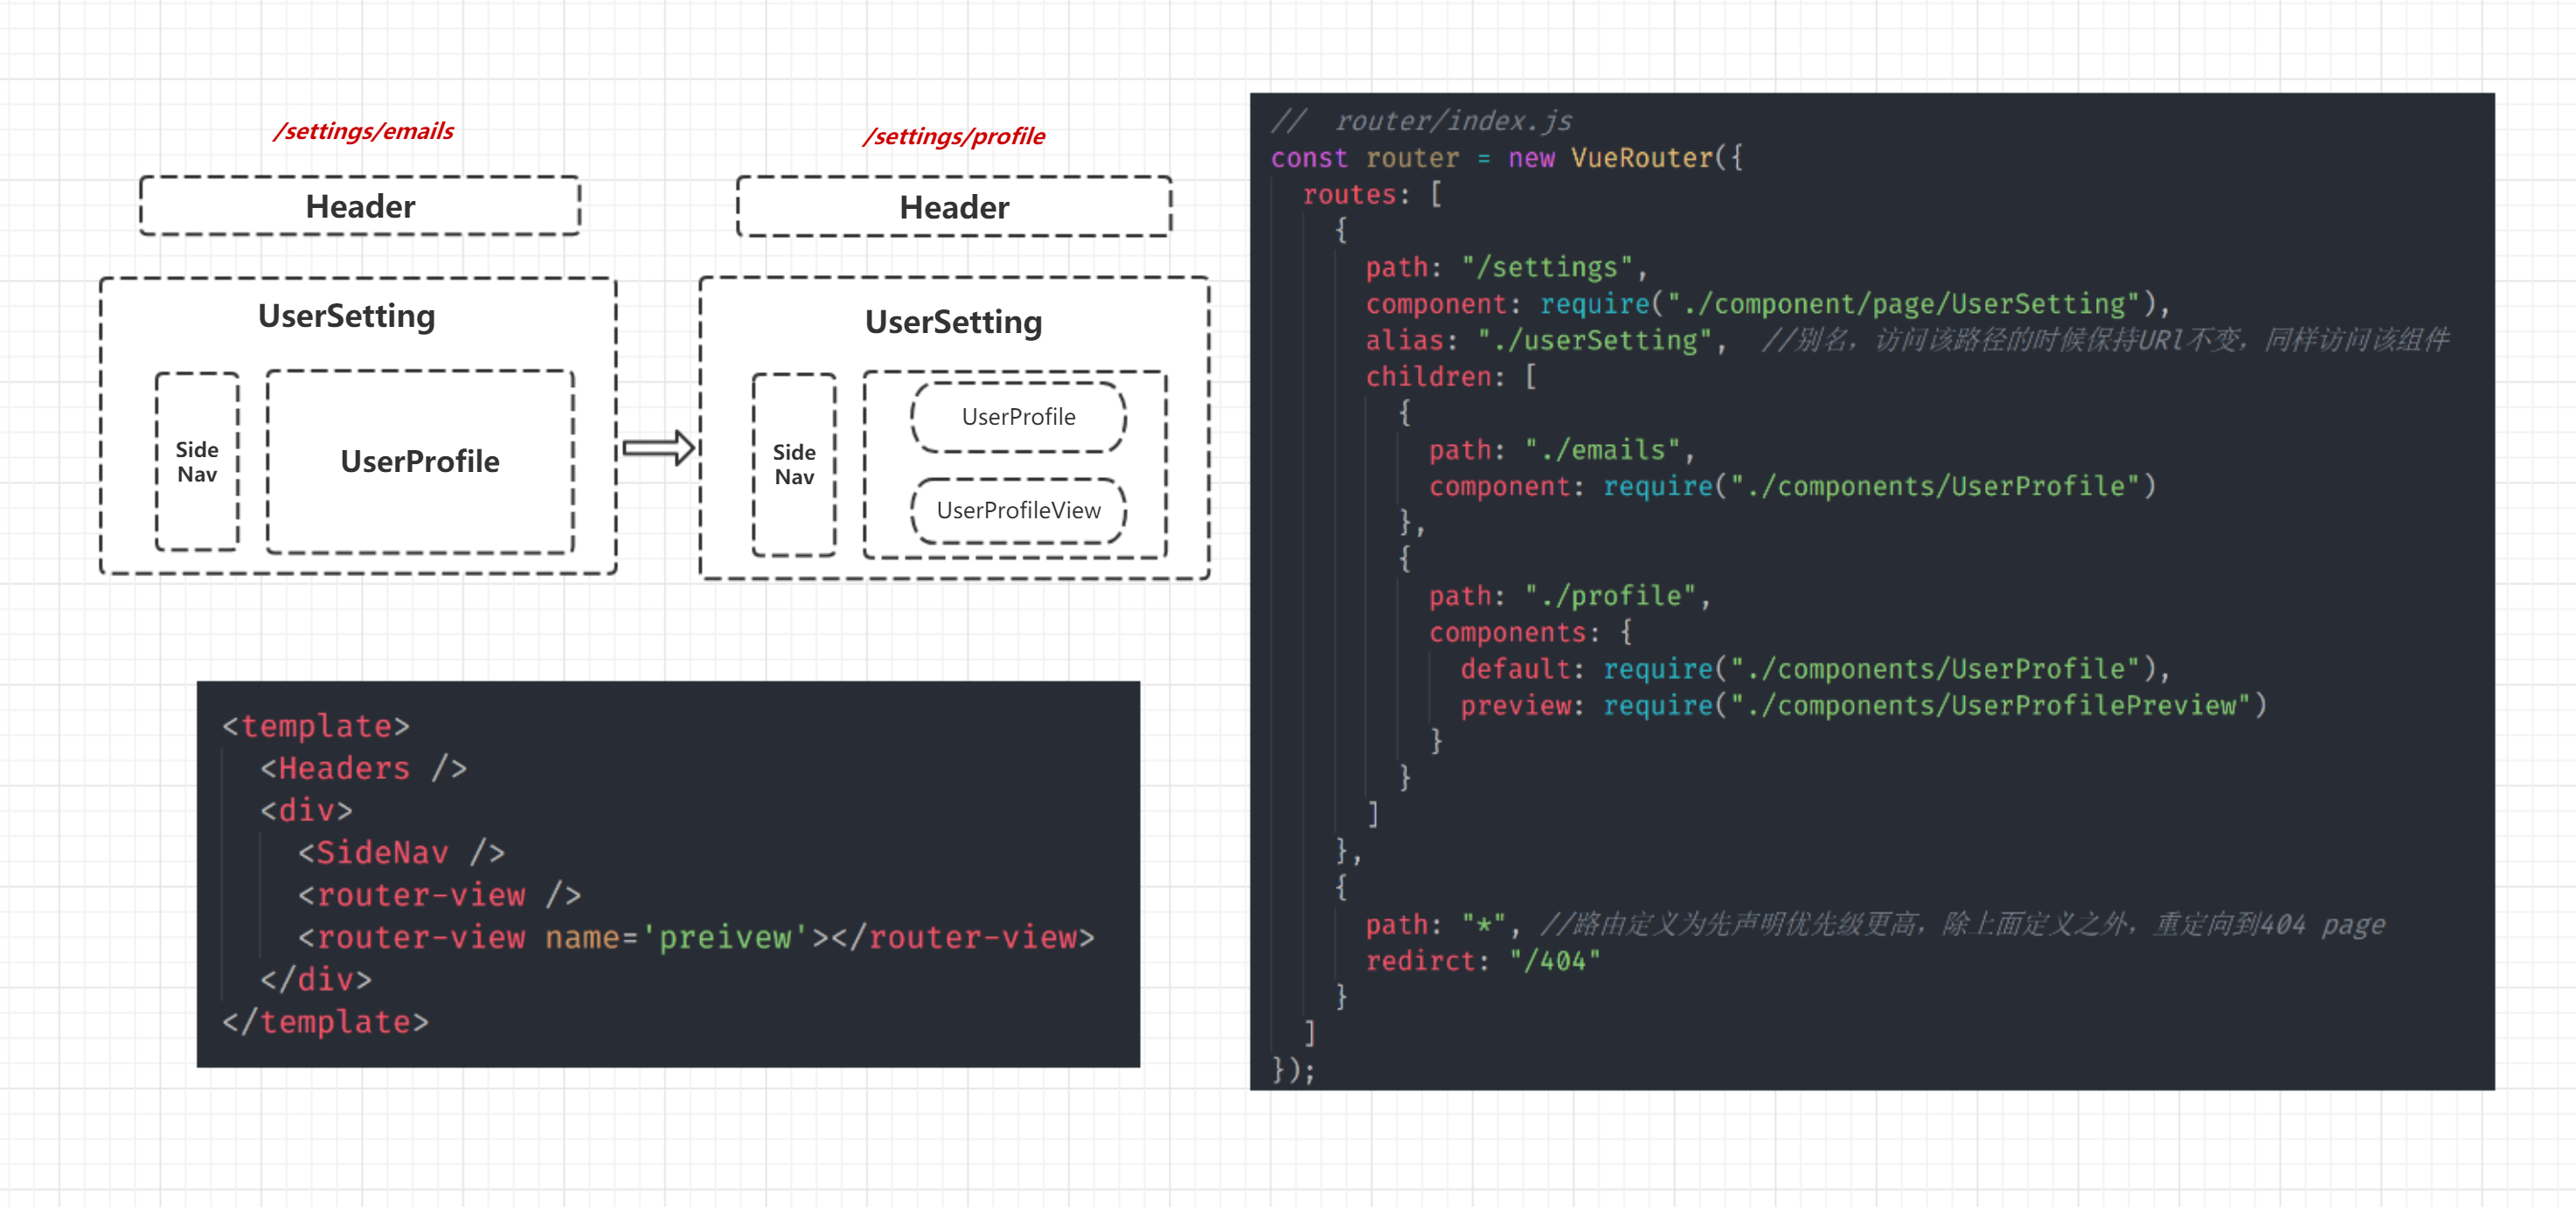 /settings/emails
Header
UserSetting
Side
Nav
UserProfile
/settings/profile
Header
UserSetting
Side
Nav
UserProfile
UserProfileView
<template>
  <Headers />
  <div>
    <SideNav />
    <router-view />
    <router-view name='preivew'></router-view>
  </div>
</template>
//  router/index.js
const router = new VueRouter({
  routes: [
    {
      path: "/settings",
      component: require("./component/page/UserSetting"),
      alias: "./userSetting",  //别名，访问该路径的时候保持URl不变，同样访问该组件
      children: [
        {
          path: "./emails",
          component: require("./components/UserProfile")
        },
        {
          path: "./profile",
          components: {
            default: require("./components/UserProfile"),
            preview: require("./components/UserProfilePreview")
          }
        }
      ]
    },
    {
      path: "*", //路由定义为先声明优先级更高，除上面定义之外，重定向到404 page
      redirct: "/404"
    }
  ]
});